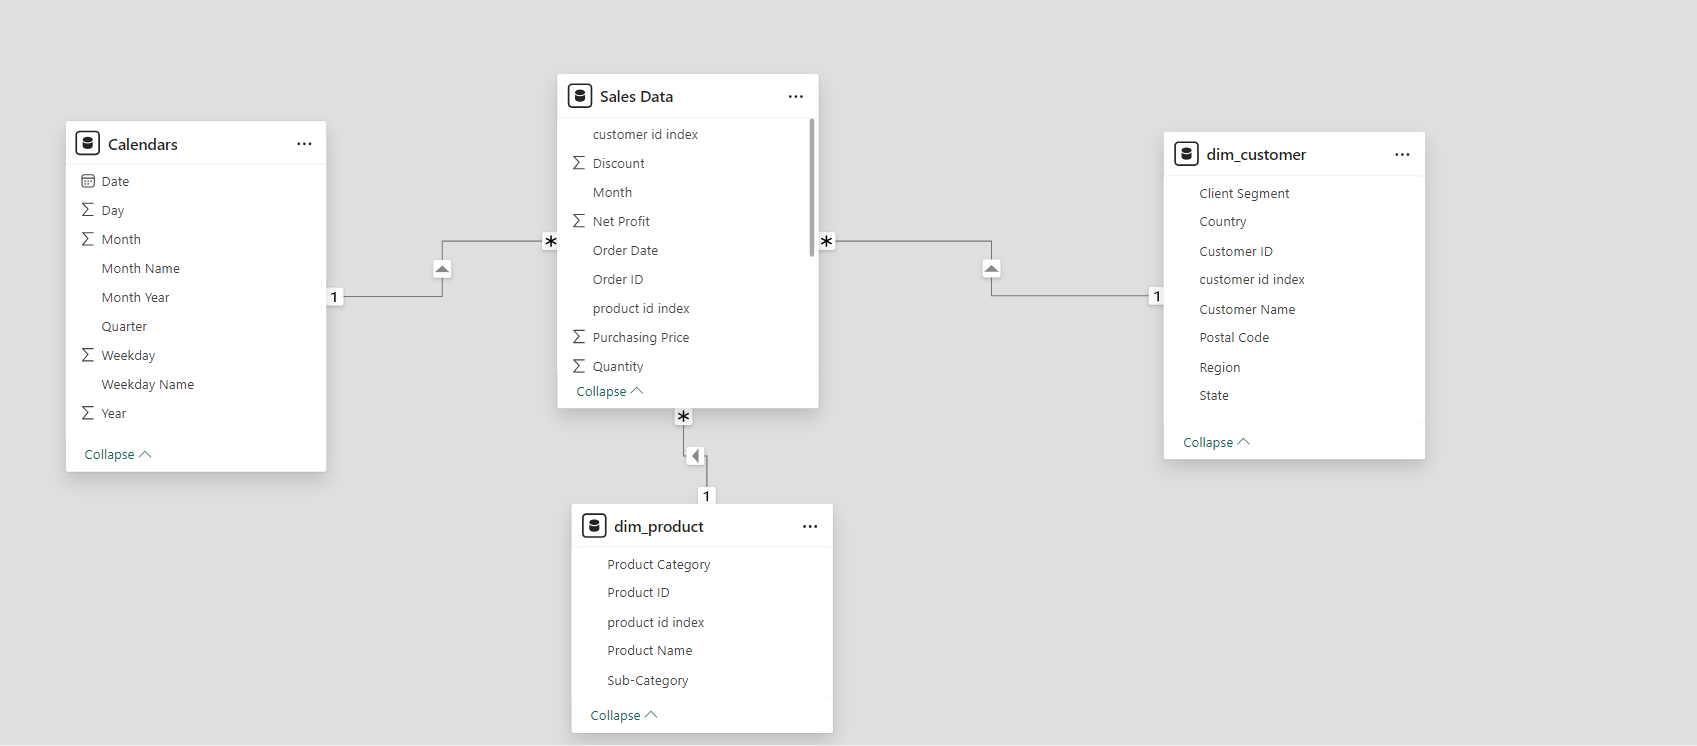 Sales Data
customer id index
Discount
Month
Net Profit
Order Date
Order ID
product id index
Purchasing Price
Quantity
Collapse
Calendars
Date
Day
Month
Month Name
Month Year
Quarter
Weekday
Weekday Name
Year
Collapse
dim_customer
Client Segment
Country
Customer ID
customer id index
Customer Name
Postal Code
Region
State
Collapse
1
*
*
1
*
1
dim_product
Product Category
Product ID
product id index
Product Name
Sub-Category
Collapse